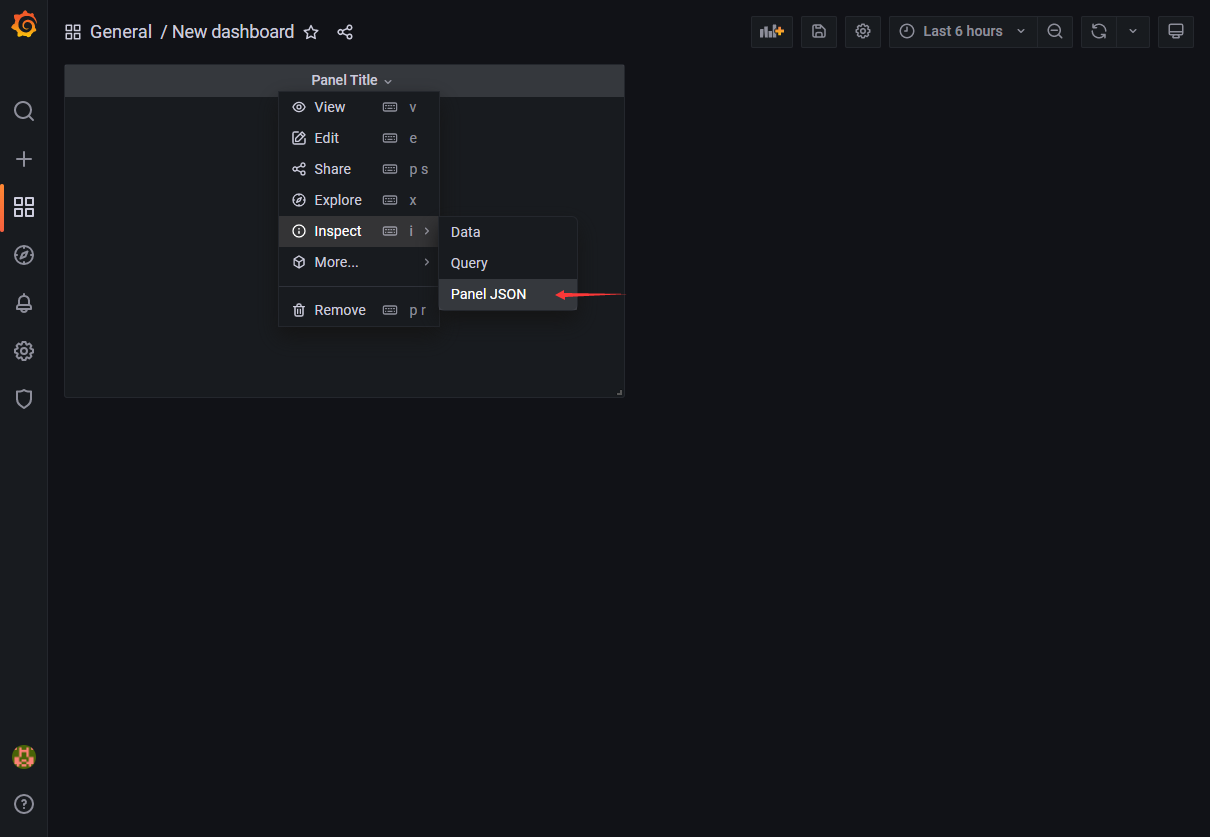 General / New dashboard
Last 6 hours
Panel Title
View v
Edit e
Share p s
Explore x
Inspect i
More...
Remove p r
Data
Query
Panel JSON